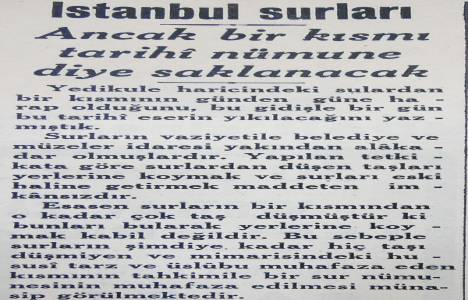 Istanbul surları
Ancak bir kısmı
tarihî nümune
diye saklanacak
Yedikule haricindeki sulardan
bir kısmının günden güne ha -
rap olduğunu, bu gidişle bir gün
bu tarihî eserin yıkılacağını yaz -
mıştık.
Surların vaziyetile belediye ve
müzeler idaresi yakından alâka -
dar olmuşlardır. Yapılan tetki -
kata göre surlardan düşen taşları
yerlerine koymak ve surları eski
haline getirmek maddeten im -
kânsızdır.
Esasen surların bir kısmından
o kadar çok taş düşmüştür ki
bunları bularak yerlerine koy -
mak kabil değildir. Bu sebeple
surların şimdiye kadar hiç taşı
düşmiyen ve mimarisindeki hu -
susî tarz ve üslûbu muhafaza eden
kısmının tahkimile bir sur nümu -
nesinin muhafaza edilmesi müna -
sip görülmektedir.